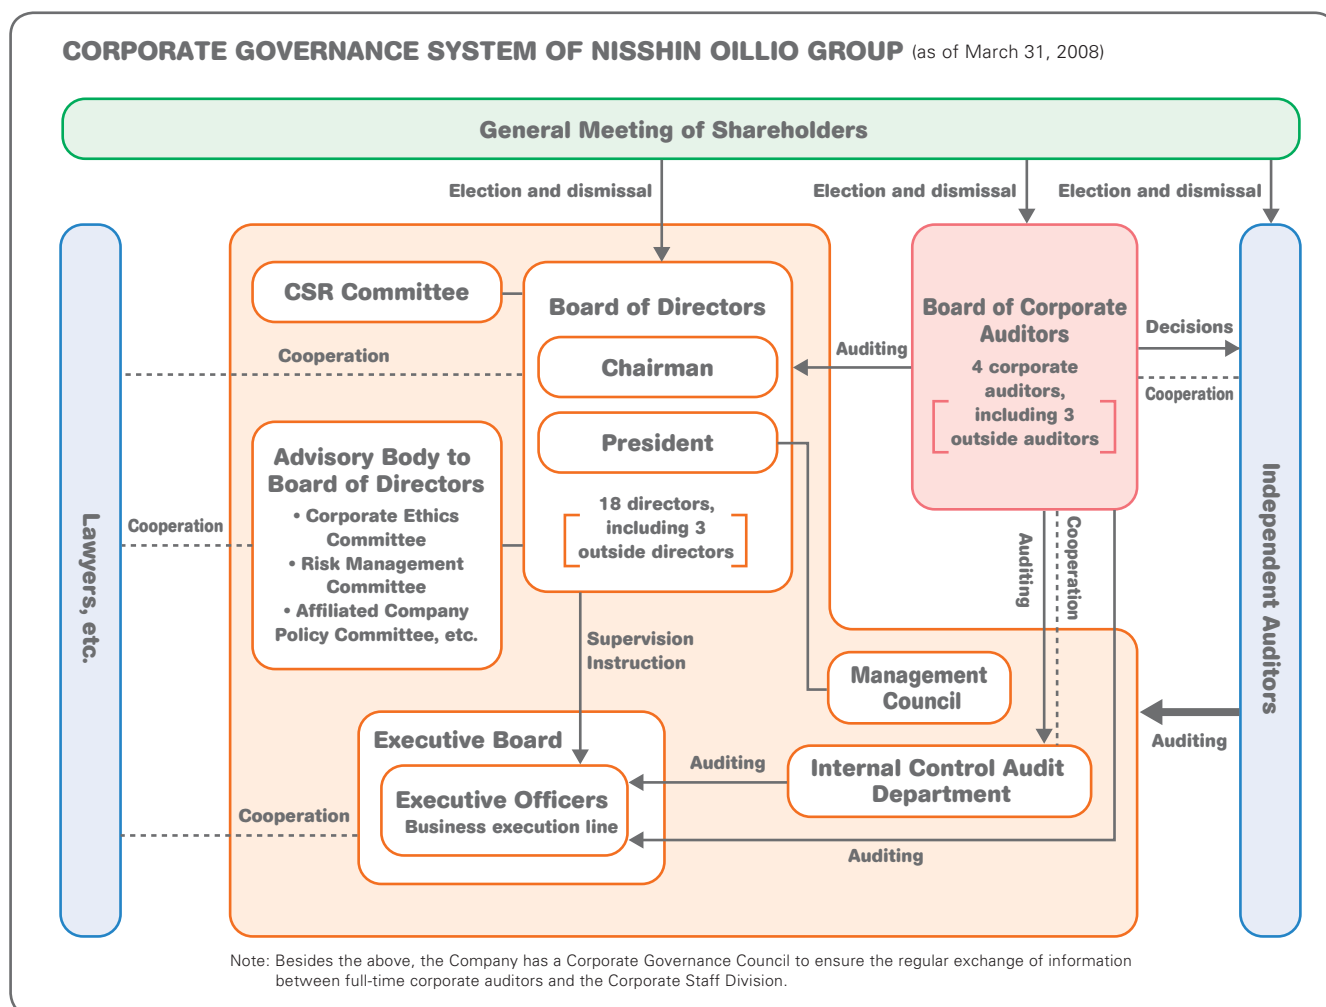 CORPORATE GOVERNANCE SYSTEM OF NISSHIN OILLIO GROUP (as of March 31, 2008)
General Meeting of Shareholders
Election and dismissal
Election and dismissal
Election and dismissal
Lawyers, etc.
CSR Committee
Cooperation
Board of Directors
Chairman
President
18 directors,
including 3
outside directors
Auditing
Board of Corporate
Auditors
4 corporate
auditors,
including 3
outside auditors
Decisions
Cooperation
Independent Auditors
Cooperation
Advisory Body to
Board of Directors
• Corporate Ethics
Committee
• Risk Management
Committee
• Affiliated Company
Policy Committee, etc.
Supervision
Instruction
Auditing
Cooperation
Management
Council
Auditing
Executive Board
Executive Officers
Business execution line
Auditing
Internal Control Audit
Department
Cooperation
Auditing
Note: Besides the above, the Company has a Corporate Governance Council to ensure the regular exchange of information
between full-time corporate auditors and the Corporate Staff Division.